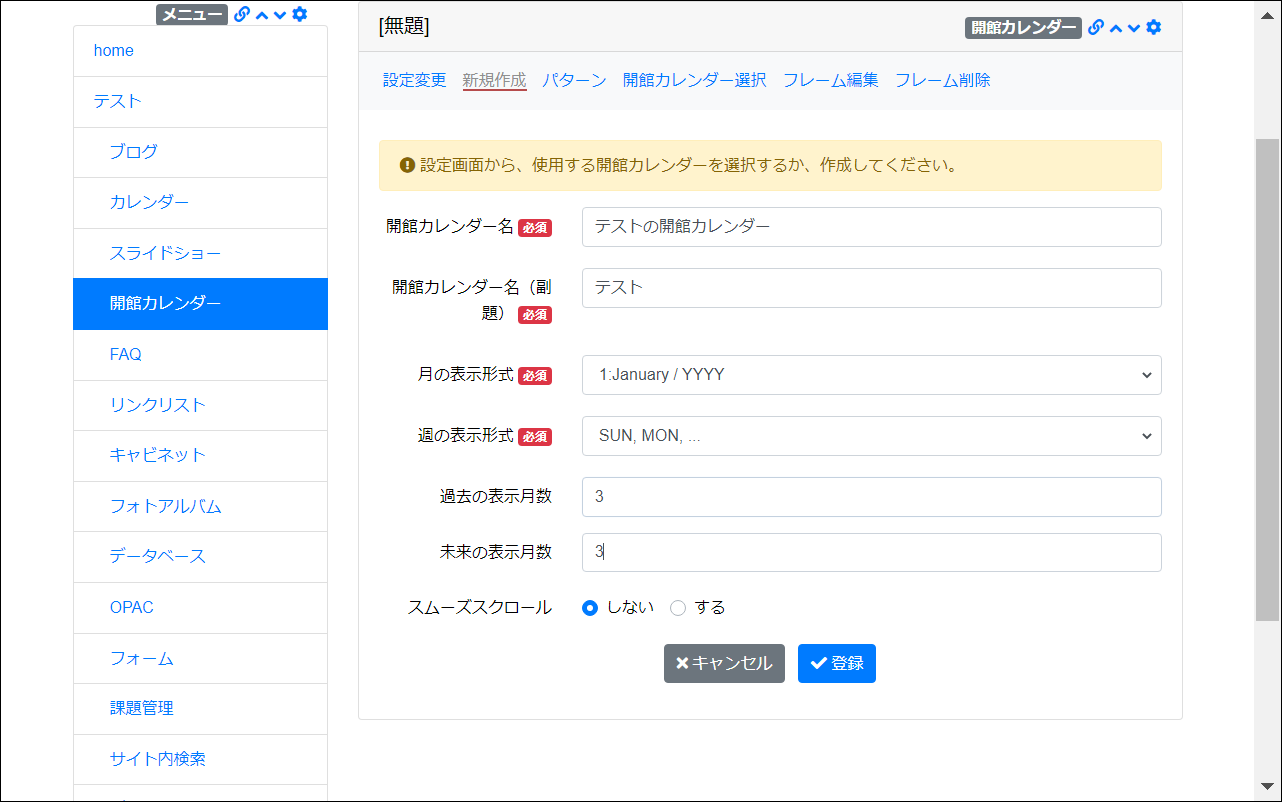 メニュー
home
テスト
ブログ
カレンダー
スライドショー
開館カレンダー
FAQ
リンクリスト
キャビネット
フォトアルバム
データベース
OPAC
フォーム
課題管理
サイト内検索
[無題]
開館カレンダー
設定変更 新規作成 パターン 開館カレンダー選択 フレーム編集 フレーム削除
設定画面から、使用する開館カレンダーを選択するか、作成してください。
開館カレンダー名 必須 テストの開館カレンダー
開館カレンダー名（副
題） 必須 テスト
月の表示形式 必須 1:January / YYYY
週の表示形式 必須 SUN, MON, ...
過去の表示月数 3
未来の表示月数 3
スムーズスクロール しない する
キャンセル 登録